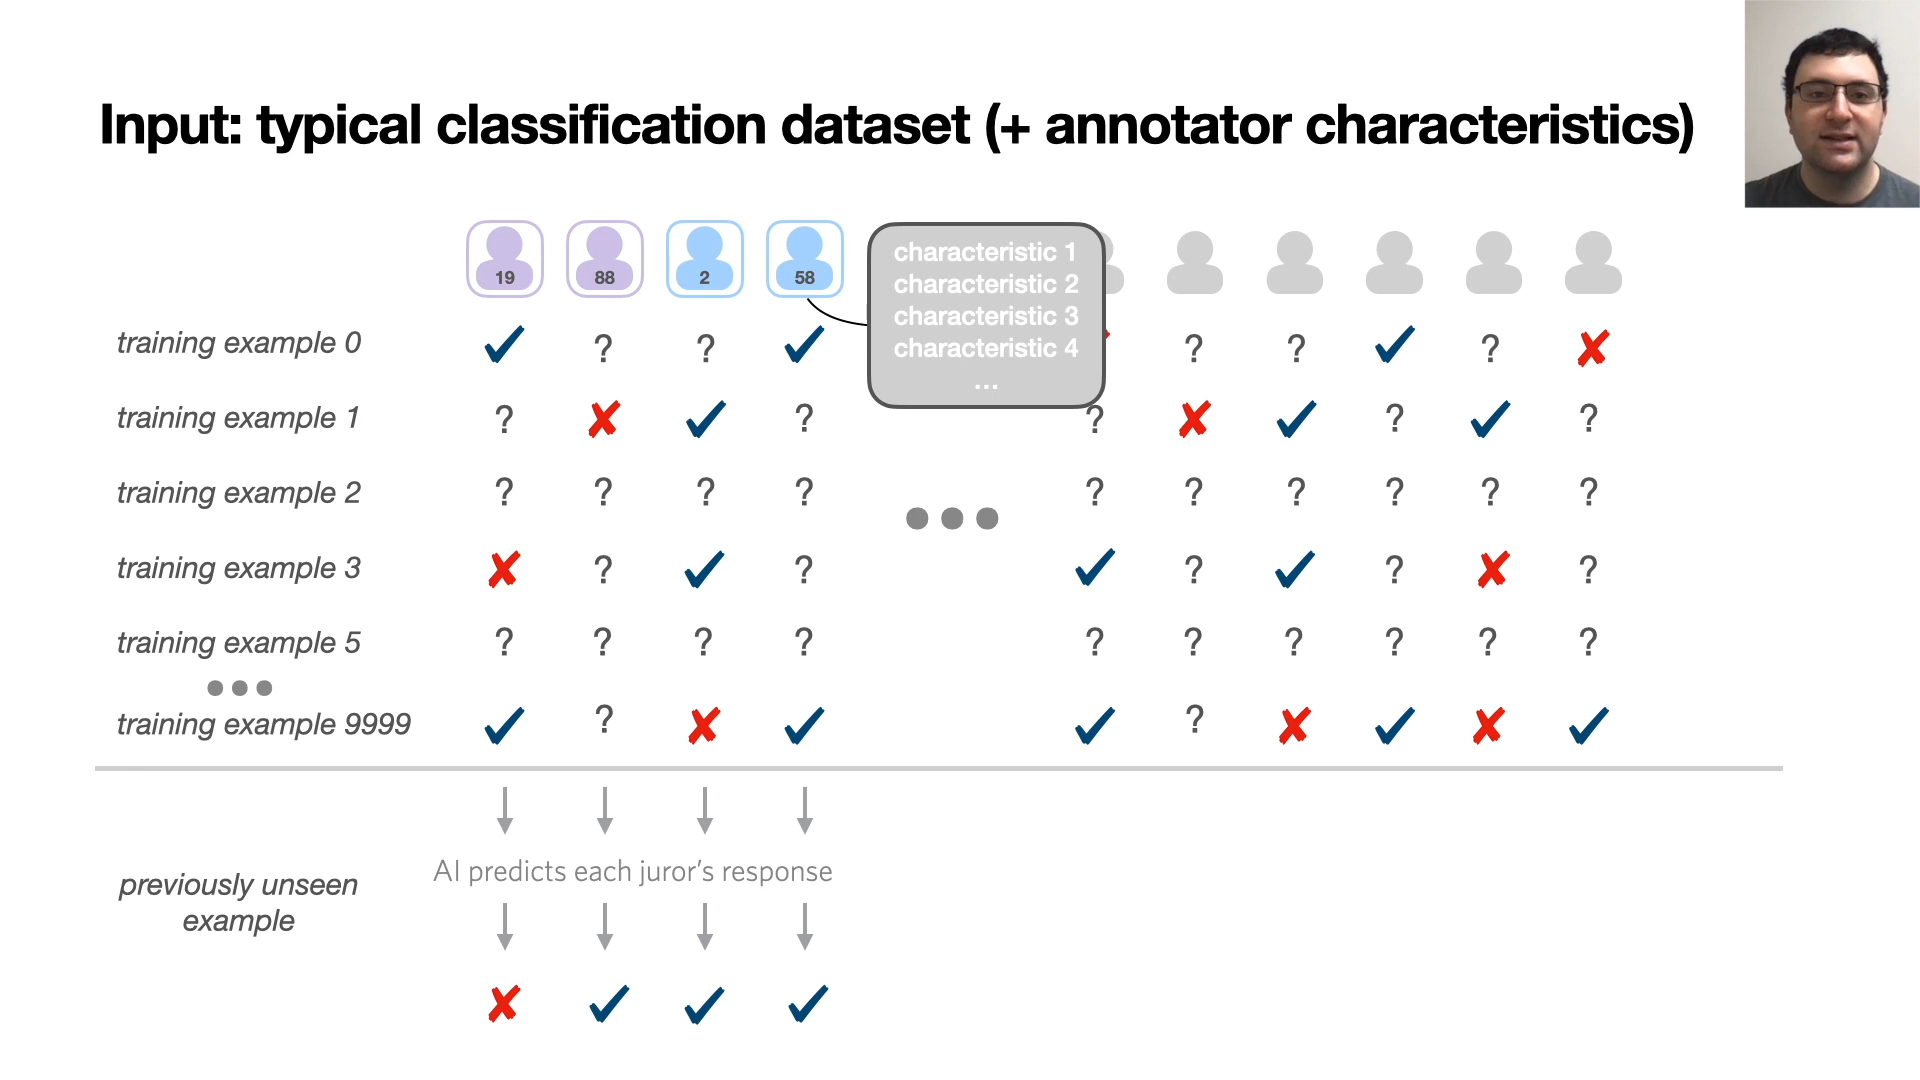 Input: typical classification dataset (+ annotator characteristics)
19 88 2 58
characteristic 1
characteristic 2
characteristic 3
characteristic 4
...
training example 0 ? ? ? ? ?
training example 1 ? ? ? ? ?
training example 2 ? ? ? ? ? ? ? ? ? ?
training example 3 ? ? ? ? ?
training example 5 ? ? ? ? ? ? ? ? ? ?
training example 9999 ? ?
AI predicts each juror's response
previously unseen
example